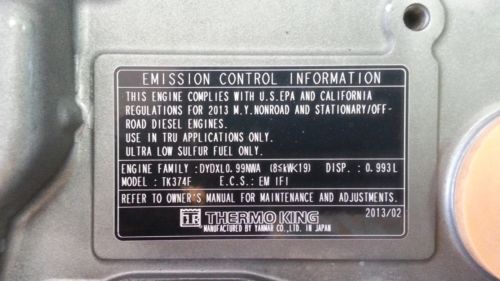 EMISSION CONTROL INFORMATION
THIS ENGINE COMPLIES WITH U.S.EPA AND CALIFORNIA
REGULATIONS FOR 2013 M.Y.NONROAD AND STATIONARY/OFF-
ROAD DIESEL ENGINES.
USE IN TRU APPLICATIONS ONLY.
ULTRA LOW SULFUR FUEL ONLY.
ENGINE FAMILY : DYDXL0.99NWA (8≤kW<19) DISP. : 0.993L
MODEL : TK374F E.C.S.: EM IFI
REFER TO OWNER'S MANUAL FOR MAINTENANCE AND ADJUSTMENTS.
THERMO KING 2013/02
MANUFACTURED BY YANMAR CO.,LTD. IN JAPAN